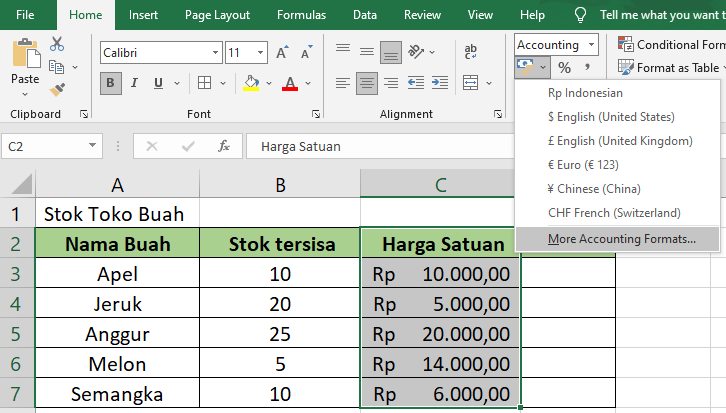 File Home Insert Page Layout Formulas Data Review View Help Tell me what you want t
Paste
Calibri 11 A A
B I U A
ab
Accounting
% ,
Conditional Form
Format as Table
Clipboard Font Alignment
Rp Indonesian
$ English (United States)
£ English (United Kingdom)
€ Euro (€ 123)
¥ Chinese (China)
CHF French (Switzerland)
More Accounting Formats...
C2 fx Harga Satuan
A B C
1 Stok Toko Buah
2 Nama Buah Stok tersisa Harga Satuan
3 Apel 10 Rp 10.000,00
4 Jeruk 20 Rp 5.000,00
5 Anggur 25 Rp 20.000,00
6 Melon 5 Rp 14.000,00
7 Semangka 10 Rp 6.000,00